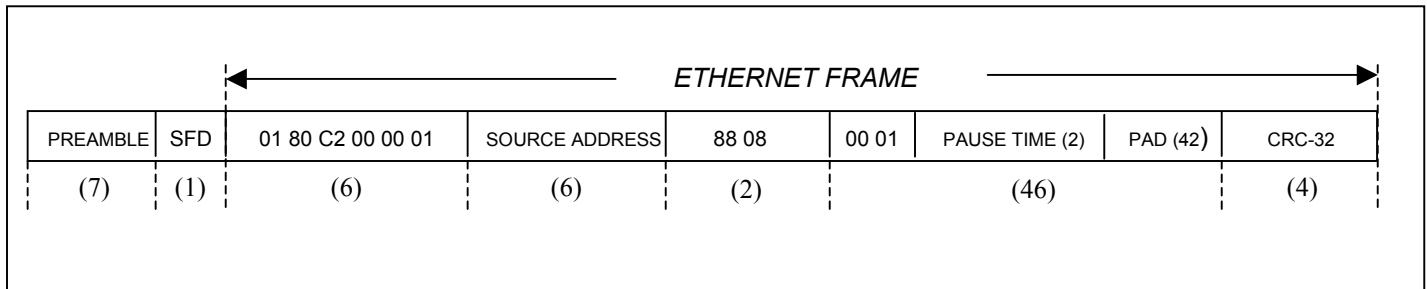 ETHERNET FRAME
PREAMBLE SFD 01 80 C2 00 00 01 SOURCE ADDRESS 88 08 00 01 PAUSE TIME (2) PAD (42) CRC-32
(7) (1) (6) (6) (2) (46) (4)